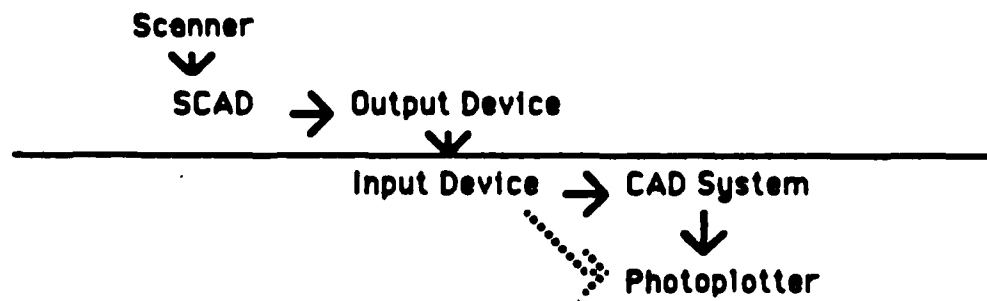 Scanner
SCAD Output Device
Input Device CAD System
Photoplotter